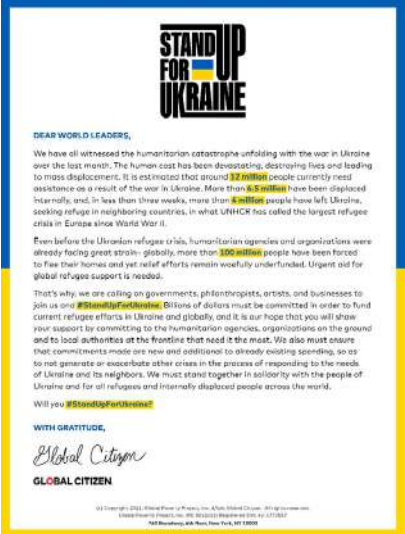 STAND UP
FOR
UKRAINE
DEAR WORLD LEADERS,
We have all witnessed the humanitarian catastrophe unfolding with the war in Ukraine
over the last month. The human cost has been devastating, destroying lives and leading
to mass displacement. It is estimated that around 12 million people currently need
assistance as a result of the war in Ukraine. More than 6.5 million have been displaced
internally, and, in less than three weeks, more than 4 million people have left Ukraine,
seeking refuge in neighboring countries, in what UNHCR has called the largest refugee
crisis in Europe since World War II.
Even before the Ukranian refugee crisis, humanitarian agencies and organizations were
already facing great strain- globally, more than 100 million people have been forced
to flee their homes and yet relief efforts remain woefully underfunded. Urgent aid for
global refugee support is needed.
That's why, we are calling on governments, philanthropists, artists, and businesses to
join us and #StandUpForUkraine. Billions of dollars must be committed in order to fund
current refugee efforts in Ukraine and globally, and it is our hope that you will show
your support by committing to the humanitarian agencies, organizations on the ground
and to local authorities at the frontline that need it the most. We also must ensure
that commitments made are new and additional to already existing spending, so as
to not generate or exacerbate other crises in the process of responding to the needs
of Ukraine and its neighbors. We must stand together in solidarity with the people of
Ukraine and for all refugees and internally displaced people across the world.
Will you #StandUpForUkraine?
WITH GRATITUDE,
Global Citizen
GLOBAL CITIZEN
Global Poverty Project, Inc.
New York, NY 10003